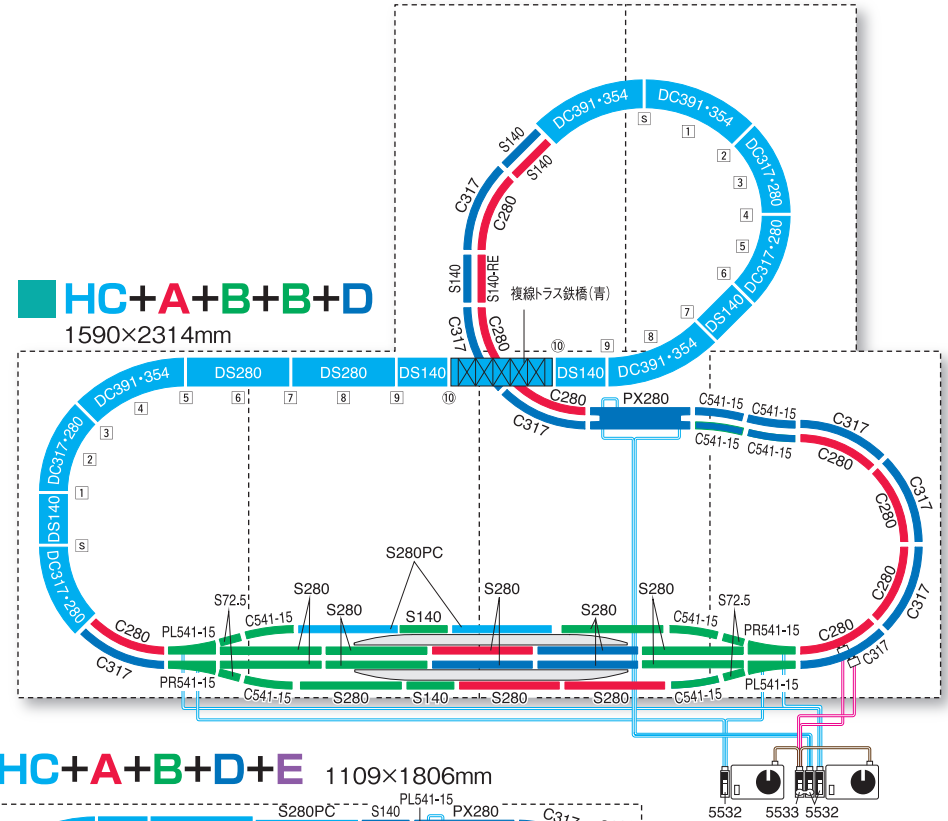 DC391・354
DC391・354
S
1
S140
S140
2
DC317・280
3
C317
C280
4
DC317・280
5
S140
S140-RE
6
HC+A+B+B+D
複線トラス鉄橋(青)
7
DS140
1590×2314mm
C317
C280
8
⑩
9
DC391・354
DC391・354
DS280
DS280
DS140
DS140
4
5
6
7
8
9
⑩
C280
PX280
C541-15
C541-15
C317
3
C317
C541-15
C541-15
C280
DC317・280
2
1
C317
C280
DS140
S
S280PC
DC317・280
C280
C317
S72.5
S280
S280
S280
S72.5
C280
PL541-15
C541-15
S280
S140
S280
C541-15
PR541-15
C280
C317
C317
PR541-15
C541-15
S280
S140
S280
S280
C541-15
PL541-15
HC+A+B+D+E
1109×1806mm
5532
5533
5532
S280PC
S140
PL541-15
PX280
C317